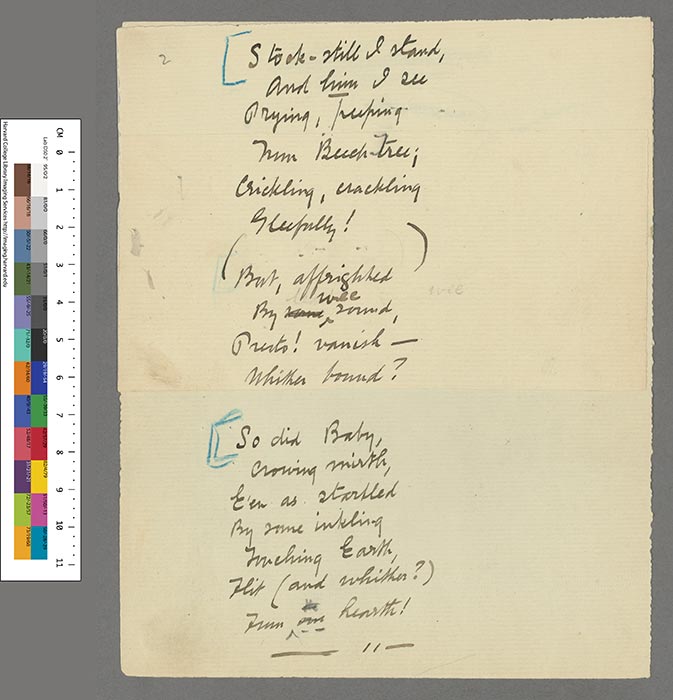 2
Stock-still I stand,
And him I see
Prying, peeping
From Beech-Tree;
Crickling, crackling
Gleefully!
But, affrighted
wee wee
By some sound,
Presto! vanish —
Whither bound?
So did Baby,
Crowing mirth,
E'en as startled
By some inkling
Touching Earth,
Flit (and whither?)
From our hearth!
Harvard College Library Imaging Services http://imaging.harvard.edu
CM 0 1 2 3 4 5 6 7 8 9 10 11